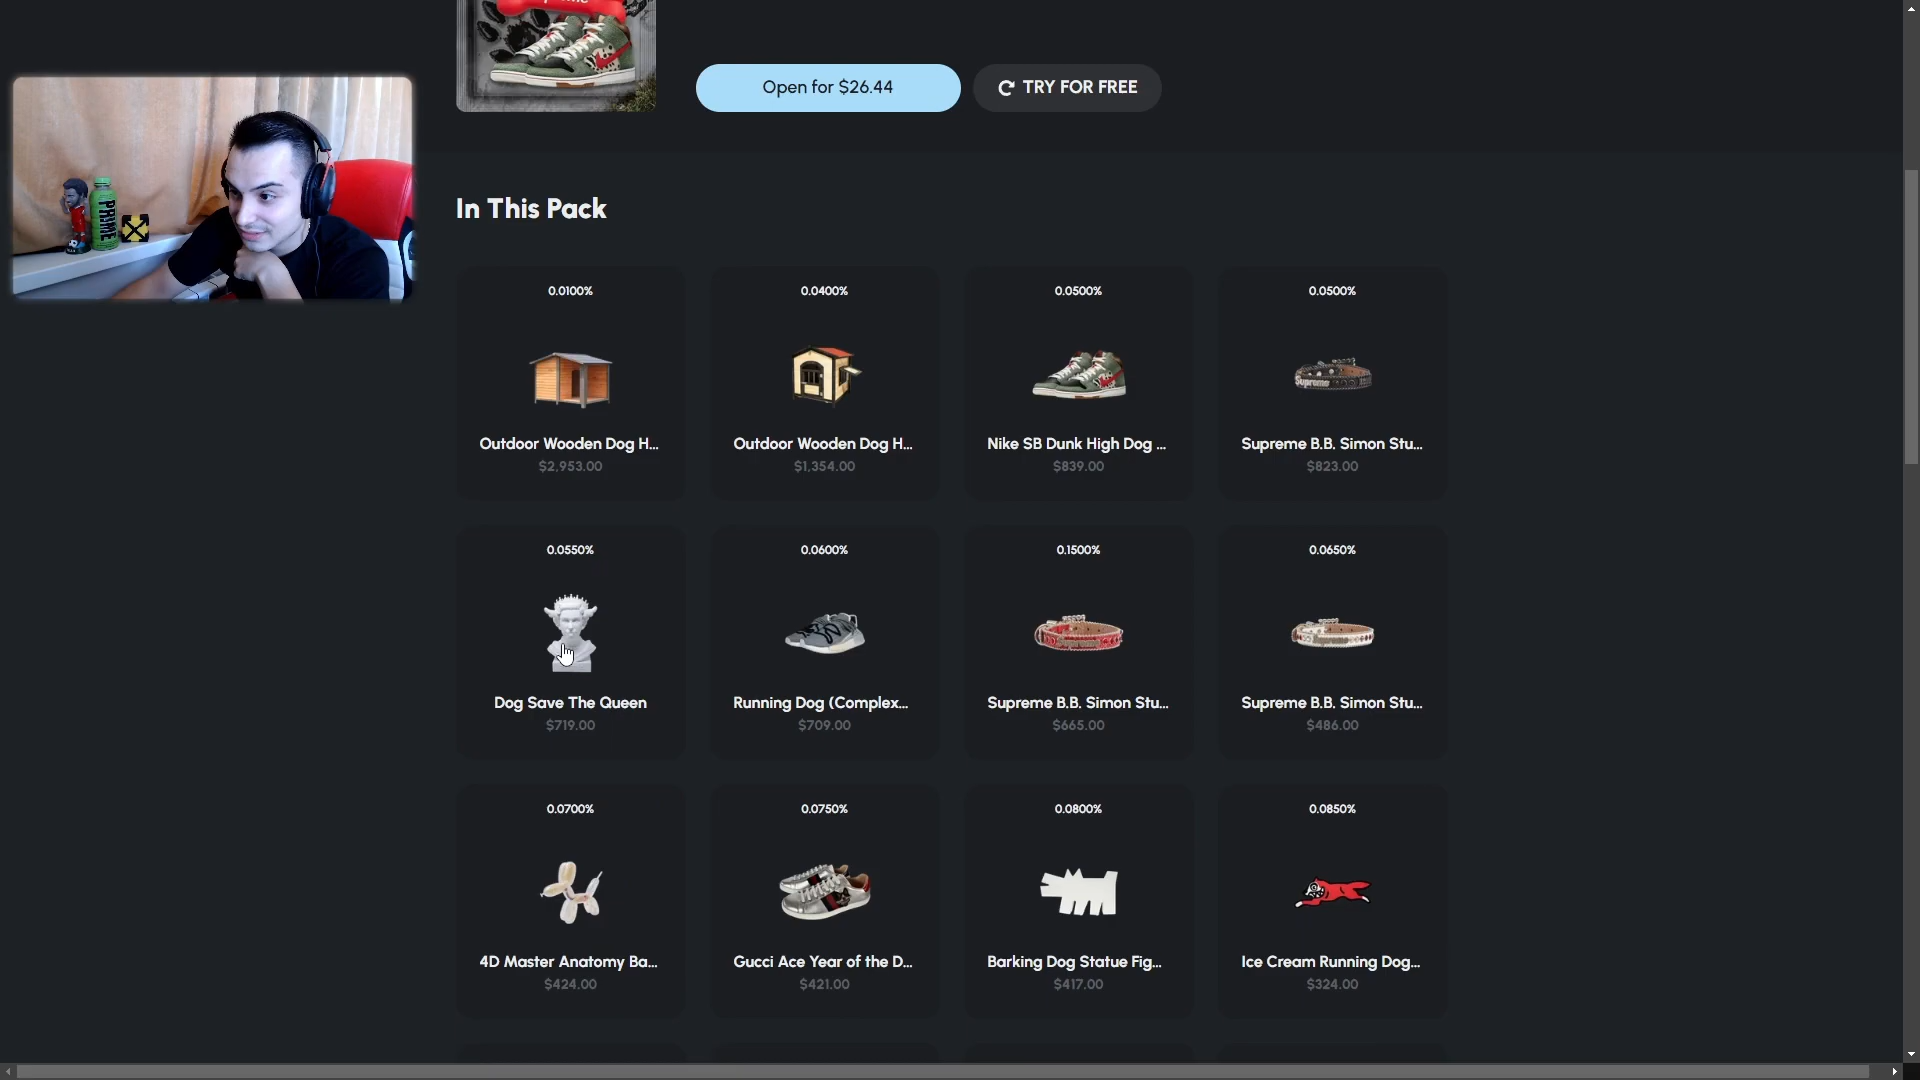 Open for $26.44
TRY FOR FREE
PRIME
In This Pack
0.0100%
0.0400%
0.0500%
0.0500%
Supreme
Outdoor Wooden Dog H...
Outdoor Wooden Dog H...
Nike SB Dunk High Dog ...
Supreme B.B. Simon Stu...
$2,953.00
$1,354.00
$839.00
$823.00
0.0550%
0.0600%
0.1500%
0.0650%
Dog Save The Queen
Running Dog (Complex...
Supreme B.B. Simon Stu...
Supreme B.B. Simon Stu...
$719.00
$709.00
$665.00
$486.00
0.0700%
0.0750%
0.0800%
0.0850%
4D Master Anatomy Ba...
Gucci Ace Year of the D...
Barking Dog Statue Fig...
Ice Cream Running Dog...
$424.00
$421.00
$417.00
$324.00